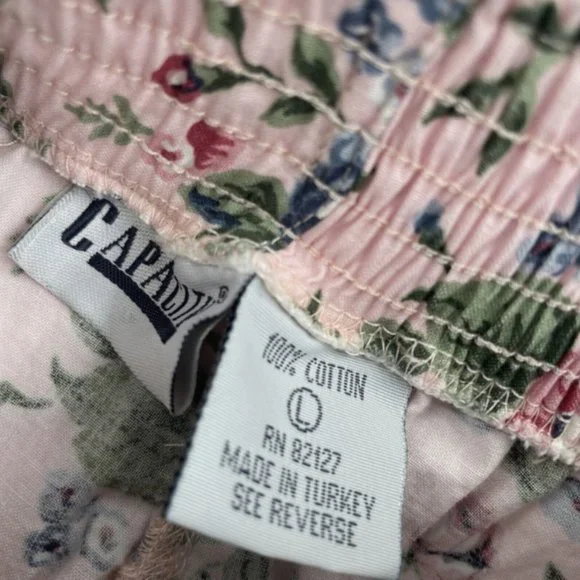 CAPACITY®
100% COTTON
L
RN 82127
MADE IN TURKEY
SEE REVERSE